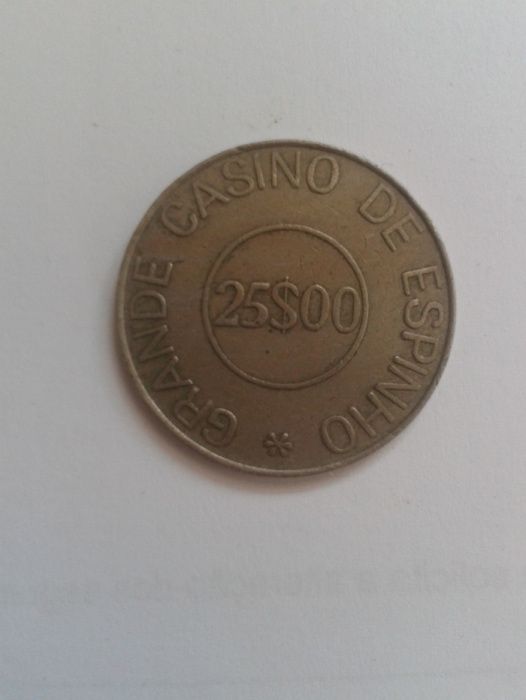 GRANDE CASINO DE ESPINHO *
25$00